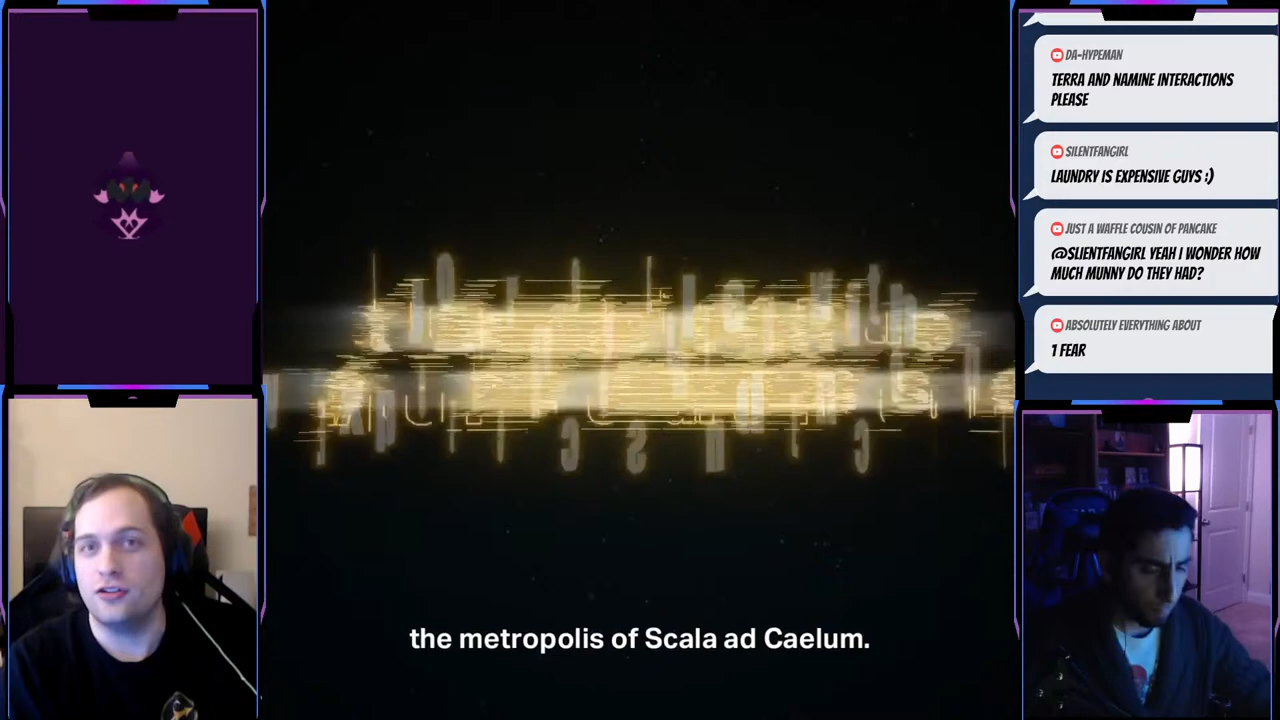 DA-HYPEMAN
TERRA AND NAMINE INTERACTIONS
PLEASE
SILENTFANGIRL
LAUNDRY IS EXPENSIVE GUYS :)
JUST A WAFFLE COUSIN OF PANCAKE
@SLIENTFANGIRL YEAH I WONDER HOW
MUCH MUNNY DO THEY HAD?
ABSOLUTELY EVERYTHING ABOUT
1 FEAR
the metropolis of Scala ad Caelum.